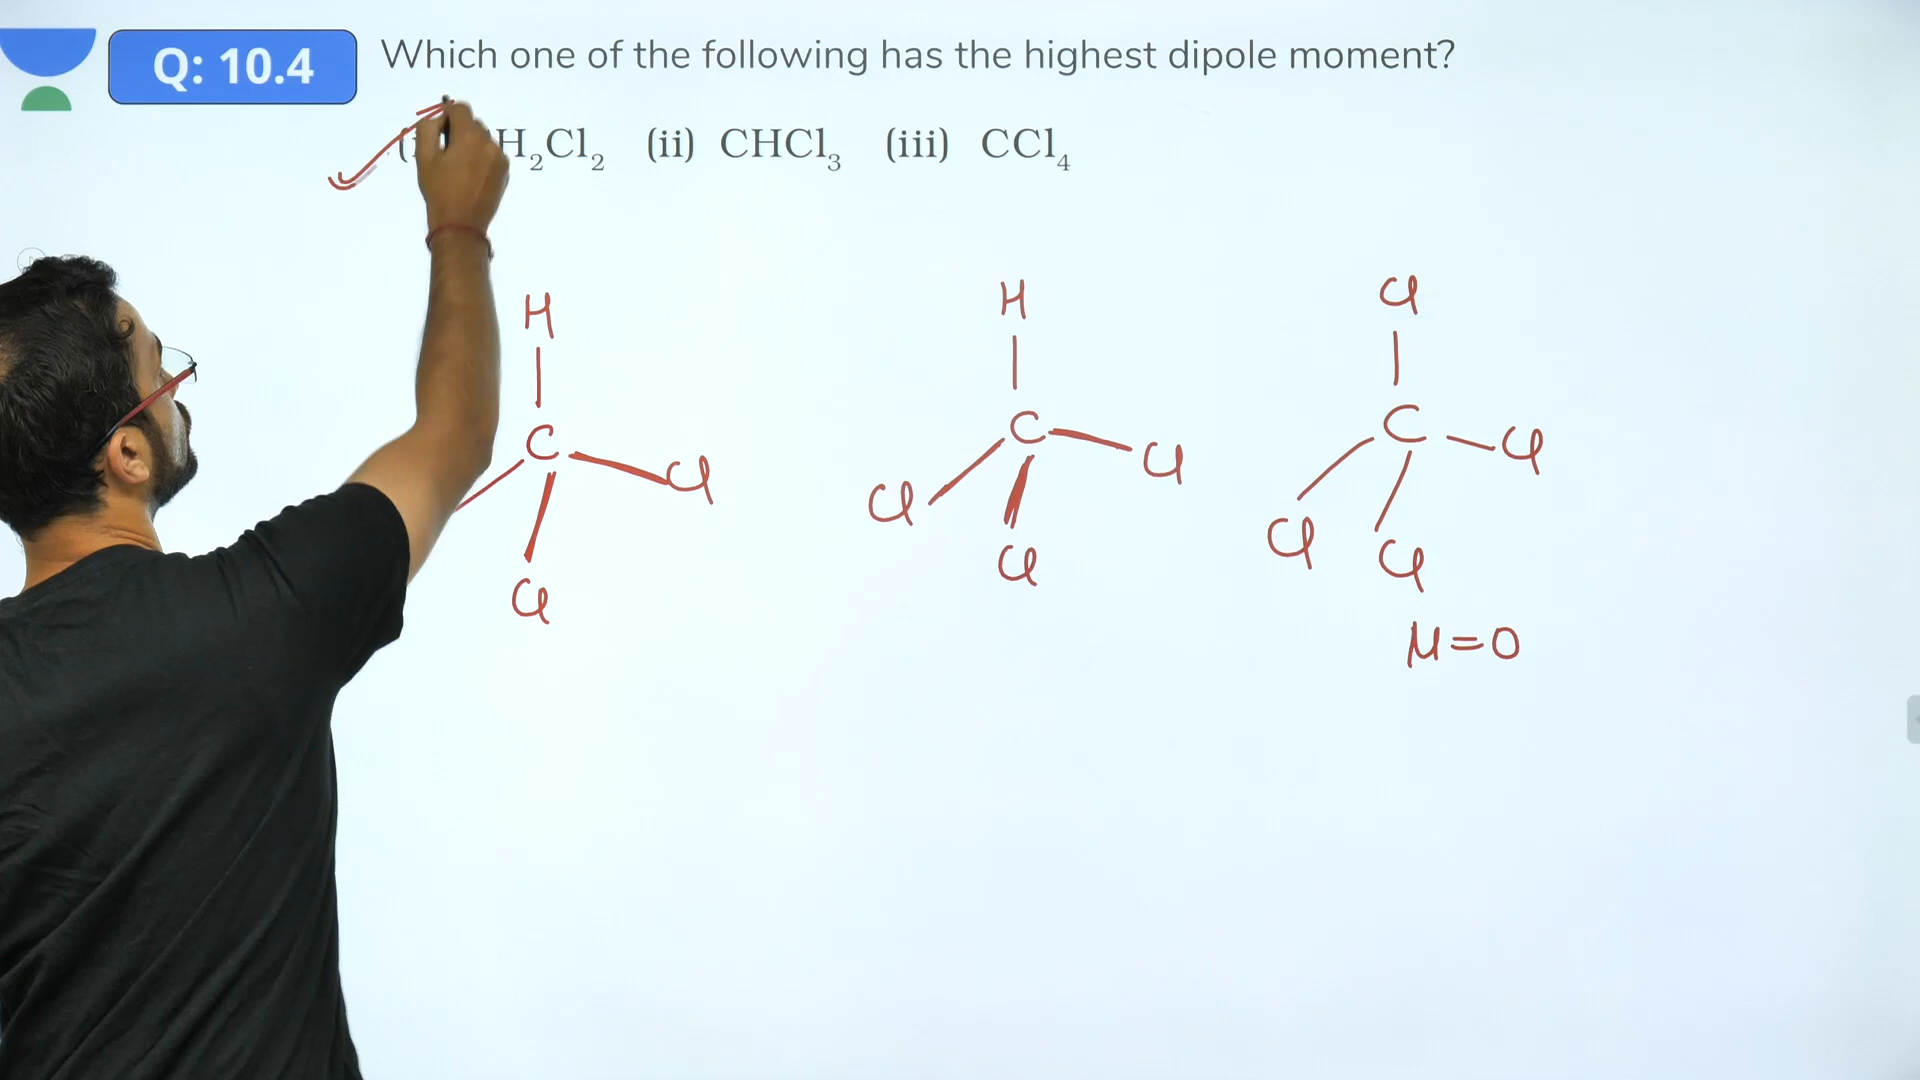 Q: 10.4
Which one of the following has the highest dipole moment?
H₂Cl₂ (ii) CHCl₃ (iii) CCl₄
H
C
Cl
Cl
H
C
Cl
Cl
Cl
Cl
C
Cl
Cl
Cl
μ=0